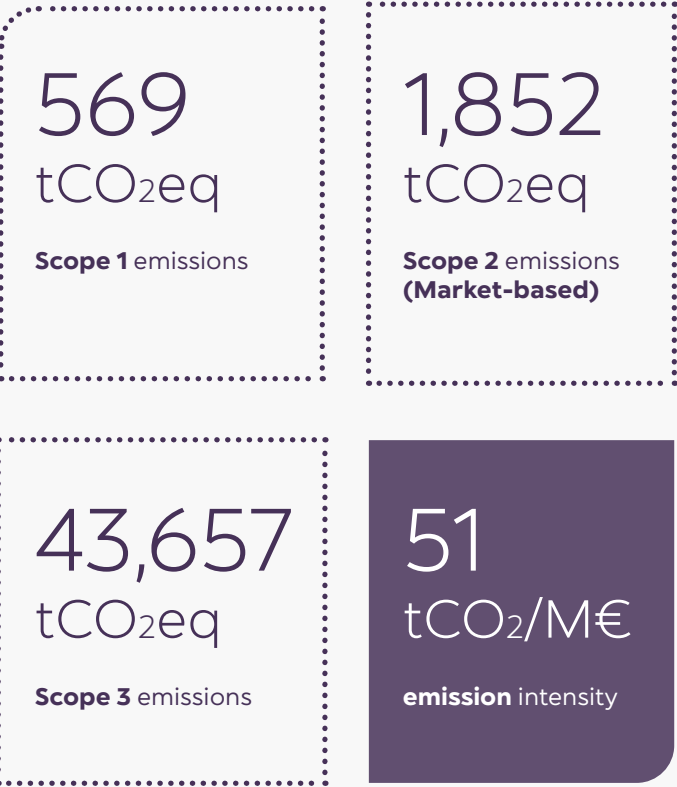 569
tCO2eq
Scope 1 emissions
1,852
tCO2eq
Scope 2 emissions
(Market-based)
43,657
tCO2eq
Scope 3 emissions
51
tCO2/M€
emission intensity